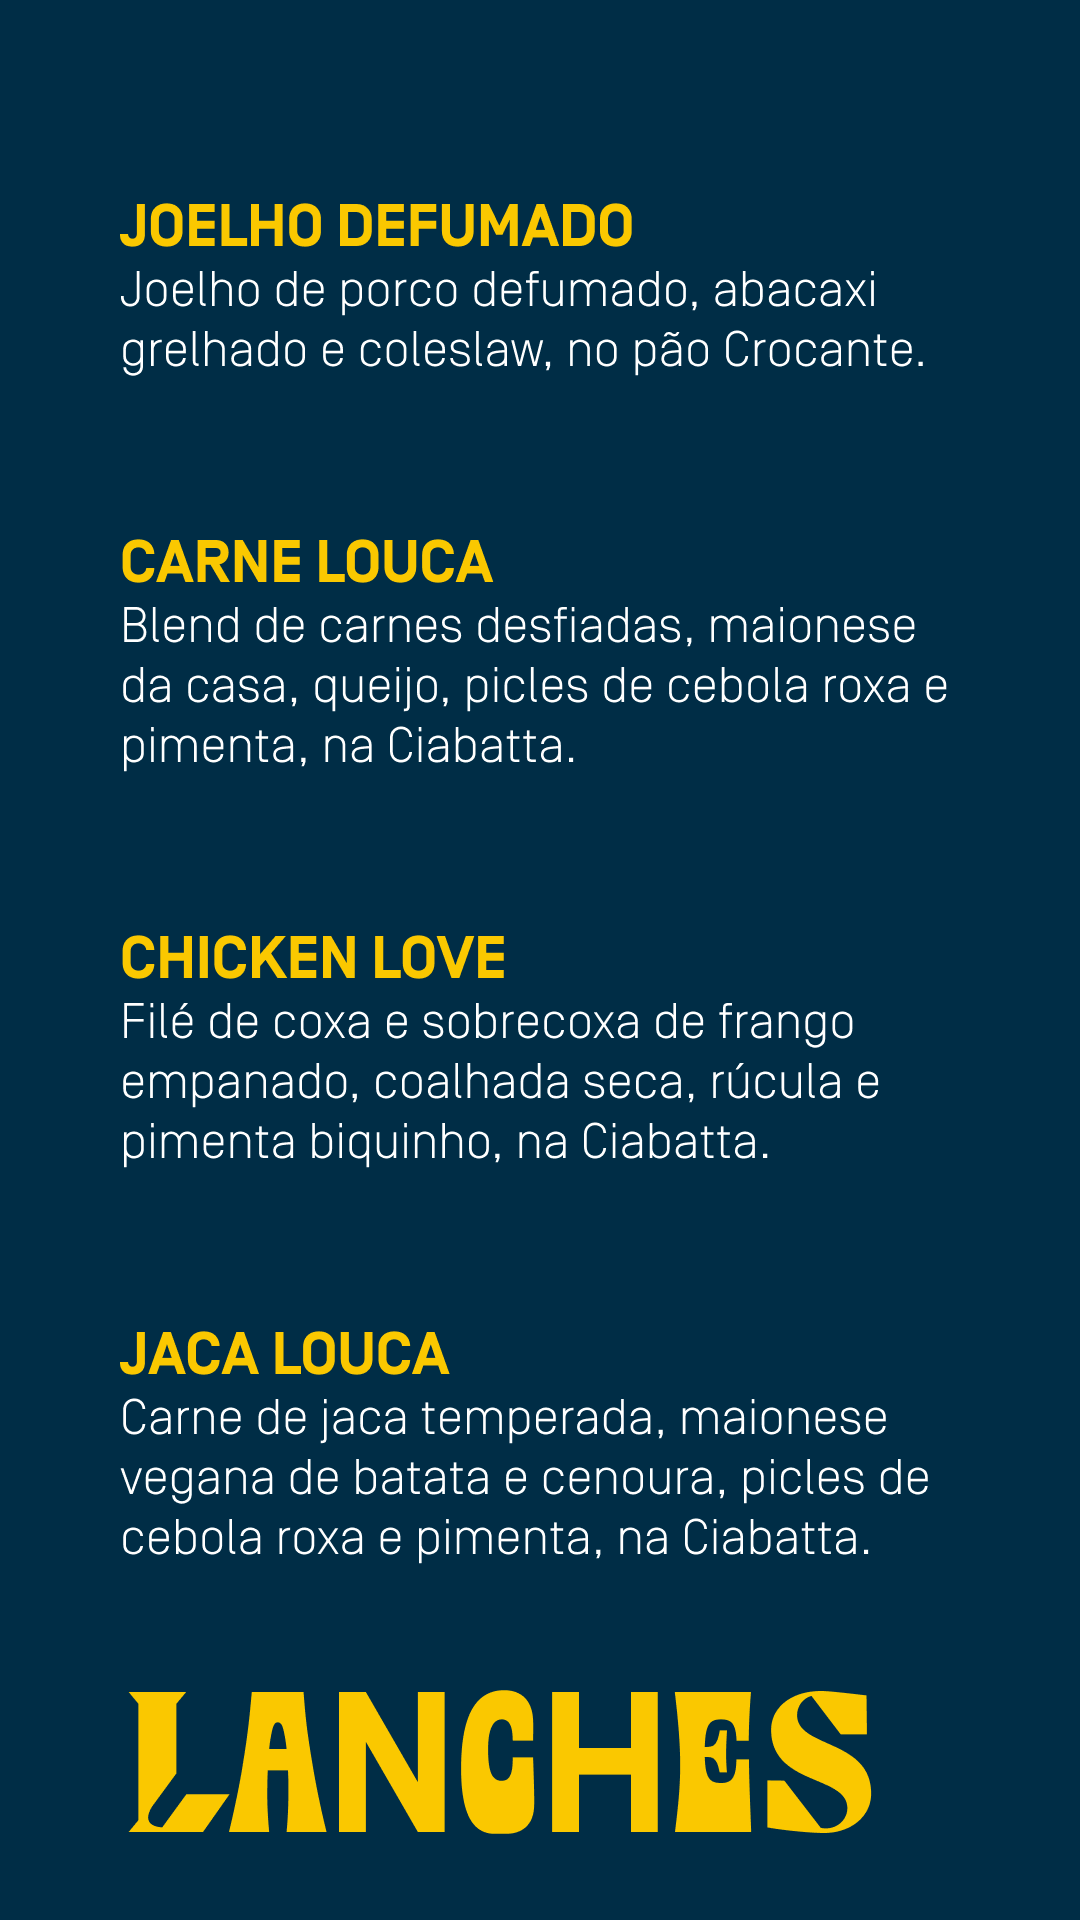 JOELHO DEFUMADO
Joelho de porco defumado, abacaxi
grelhado e coleslaw, no pão Crocante.
CARNE LOUCA
Blend de carnes desfiadas, maionese
da casa, queijo, picles de cebola roxa e
pimenta, na Ciabatta.
CHICKEN LOVE
Filé de coxa e sobrecoxa de frango
empanado, coalhada seca, rúcula e
pimenta biquinho, na Ciabatta.
JACA LOUCA
Carne de jaca temperada, maionese
vegana de batata e cenoura, picles de
cebola roxa e pimenta, na Ciabatta.
LANCHES